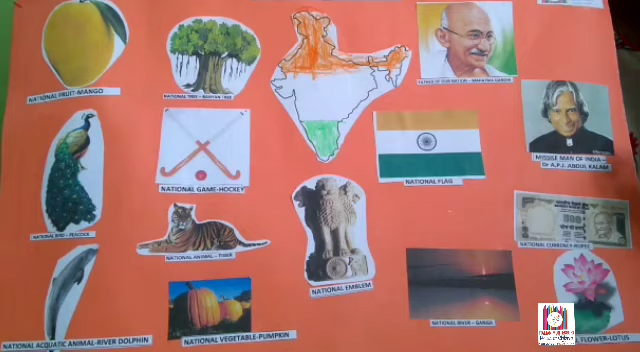 NATIONAL FRUIT-MANGO
NATIONAL TREE - BANYAN TREE
FATHER OF OUR NATION - MAHATMA GANDHI
NATIONAL BIRD - PEACOCK
NATIONAL GAME-HOCKEY
NATIONAL FLAG
MISSILE MAN OF INDIA-
Dr A.P.J. ABDUL KALAM
NATIONAL ANIMAL - TIGER
NATIONAL EMBLEM
500
NATIONAL CURRENCY-RUPEE
NATIONAL ACQUATIC ANIMAL-RIVER DOLPHIN
NATIONAL VEGETABLE-PUMPKIN
NATIONAL RIVER - GANGA
FLOWER-LOTUS